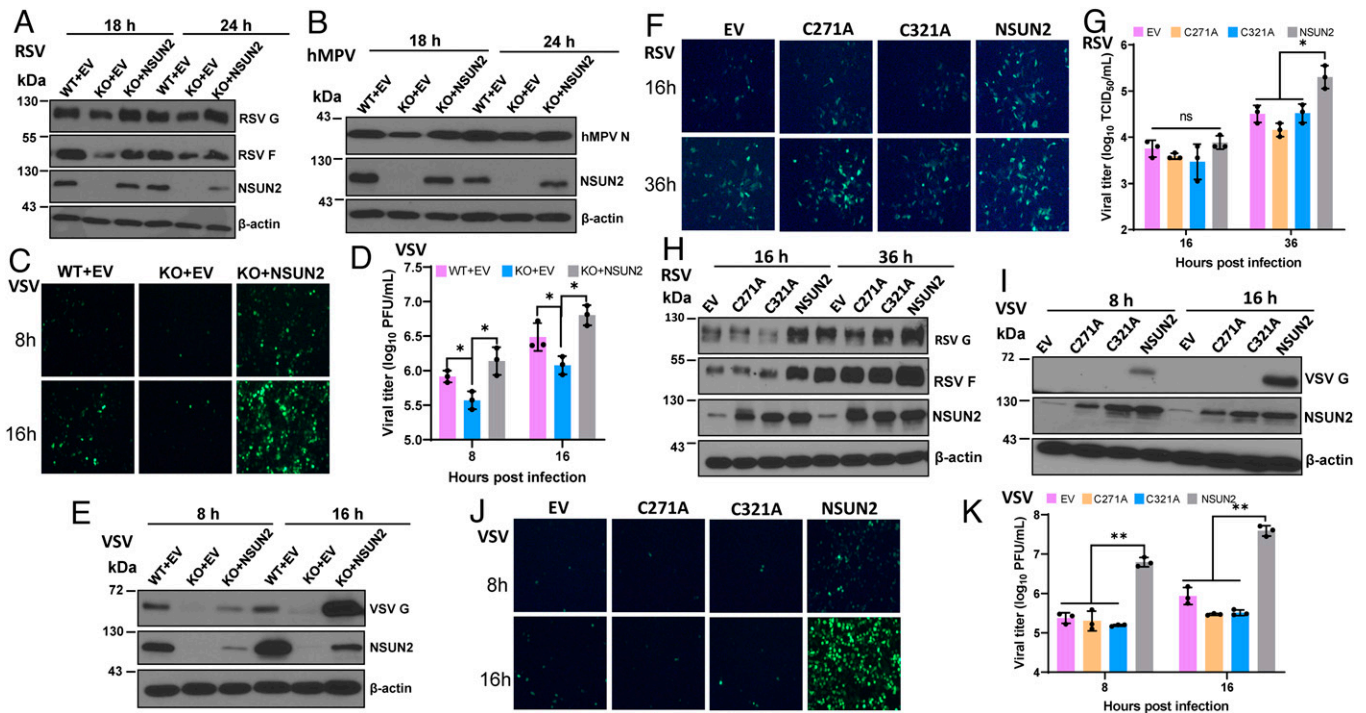 A
RSV
18 h 24 h
kDa
WT+EV KO+EV KO+NSUN2 WT+EV KO+EV KO+NSUN2
130
RSV G
55
RSV F
130
NSUN2
43
β-actin
B
hMPV
18 h 24 h
kDa
WT+EV KO+EV KO+NSUN2 WT+EV KO+EV KO+NSUN2
43
hMPV N
130
NSUN2
43
β-actin
C
VSV
WT+EV KO+EV KO+NSUN2
8h
16h
D
VSV
WT+EV KO+EV KO+NSUN2
Viral titer (log10 PFU/mL)
7.5
7.0
6.5
6.0
5.5
5.0
* * * *
8 16
Hours post infection
E
VSV
8 h 16 h
kDa
WT+EV KO+EV KO+NSUN2 WT+EV KO+EV KO+NSUN2
72
VSV G
130
NSUN2
43
β-actin
F
RSV
EV C271A C321A NSUN2
16h
36h
G
RSV
EV C271A C321A NSUN2
Viral titer (log10 TCID50/mL)
6
5
4
3
2
ns *
16 36
Hours post infection
H
RSV
16 h 36 h
kDa
EV C271A C321A NSUN2 EV C271A C321A NSUN2
130
RSV G
55
RSV F
130
NSUN2
43
β-actin
I
VSV
8 h 16 h
kDa
EV C271A C321A NSUN2 EV C271A C321A NSUN2
72
VSV G
130
NSUN2
43
β-actin
J
VSV
EV C271A C321A NSUN2
8h
16h
K
VSV
EV C271A C321A NSUN2
Viral titer (log10 PFU/mL)
8
7
6
5
4
** **
8 16
Hours post infection